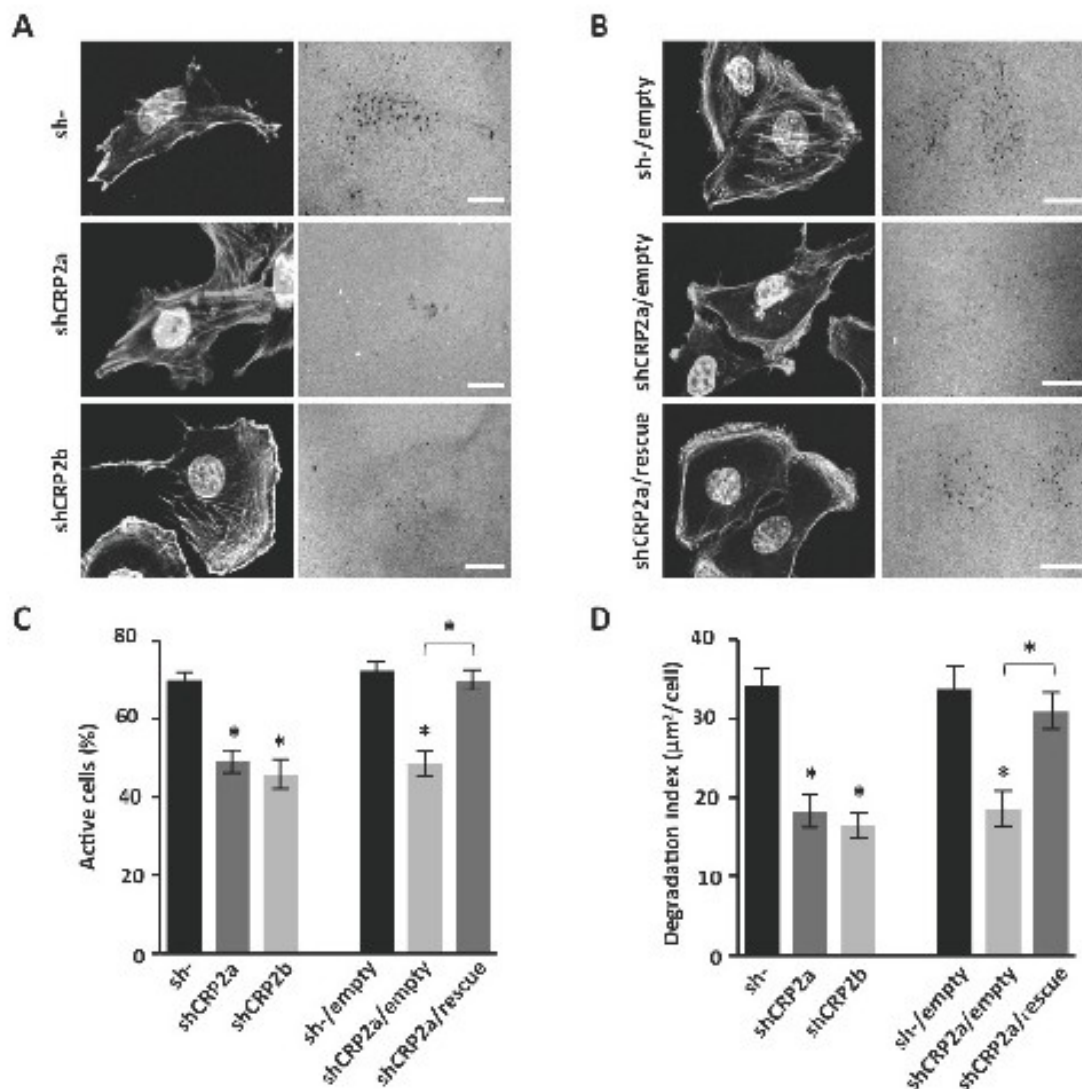 A
B
sh-
shCRP2a
shCRP2b
sh-/empty
shCRP2a/empty
shCRP2a/rescue
C
Active cells (%)
80
60
40
20
0
*
*
*
*
sh-
shCRP2a
shCRP2b
sh-/empty
shCRP2a/empty
shCRP2a/rescue
D
Degradation index (µm²/cell)
40
30
20
10
0
*
*
*
*
sh-
shCRP2a
shCRP2b
sh-/empty
shCRP2a/empty
shCRP2a/rescue